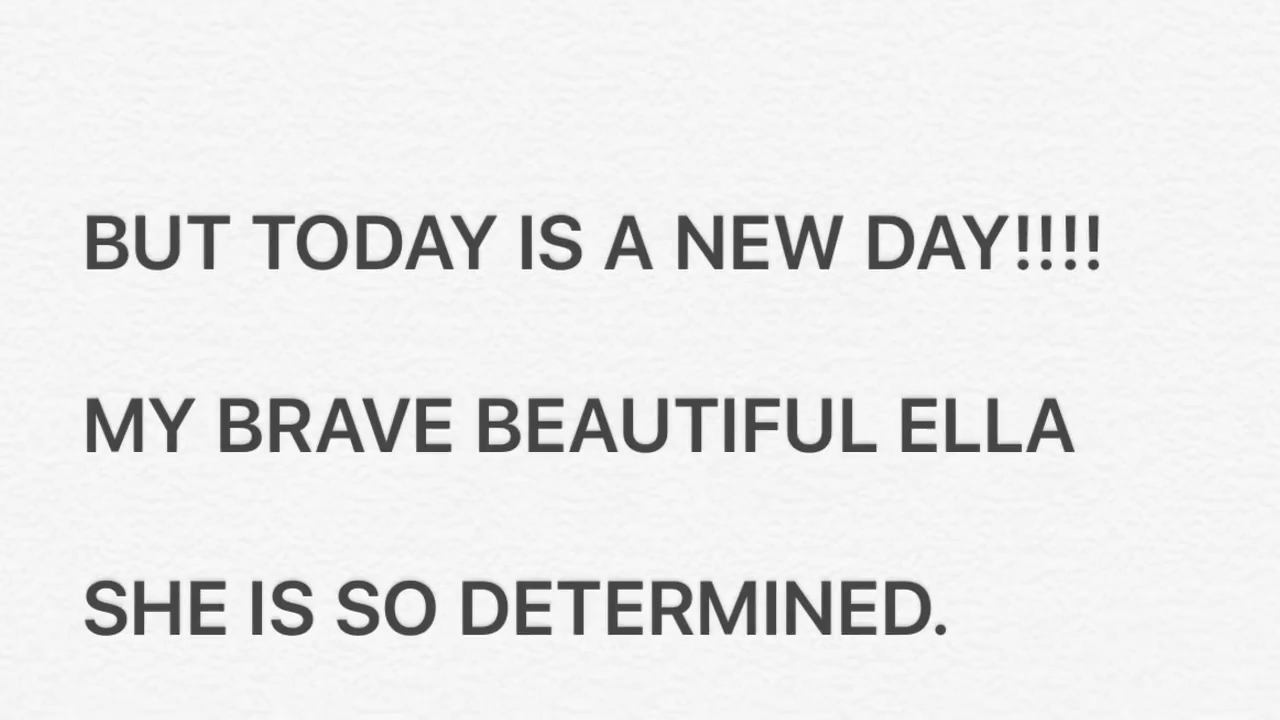 BUT TODAY IS A NEW DAY!!!!
MY BRAVE BEAUTIFUL ELLA
SHE IS SO DETERMINED.